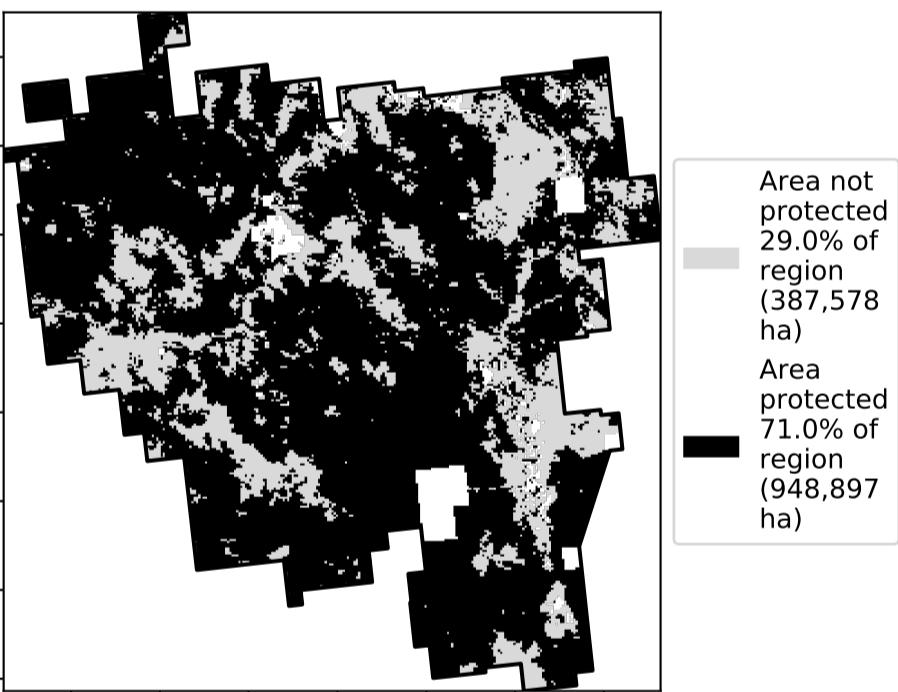 Area not
protected
29.0% of
region
(387,578
ha)
Area
protected
71.0% of
region
(948,897
ha)